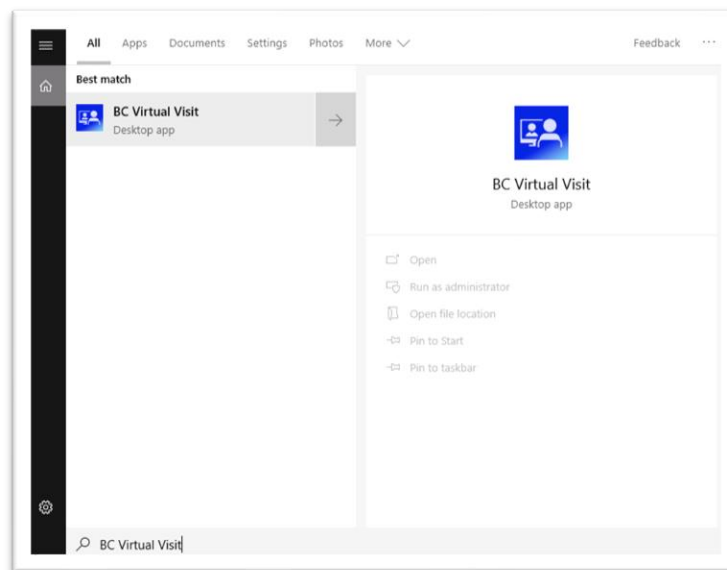 All Apps Documents Settings Photos More Feedback ...
Best match
BC Virtual Visit
Desktop app
BC Virtual Visit
Desktop app
Open
Run as administrator
Open file location
Pin to Start
Pin to taskbar
BC Virtual Visit